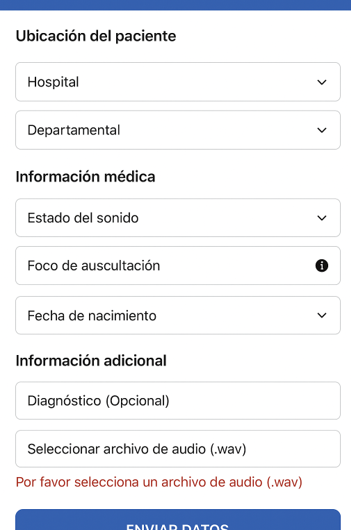 Ubicación del paciente
Hospital
Departamental
Información médica
Estado del sonido
Foco de auscultación
Fecha de nacimiento
Información adicional
Diagnóstico (Opcional)
Seleccionar archivo de audio (.wav)
Por favor selecciona un archivo de audio (.wav)
ENVIAR DATOS